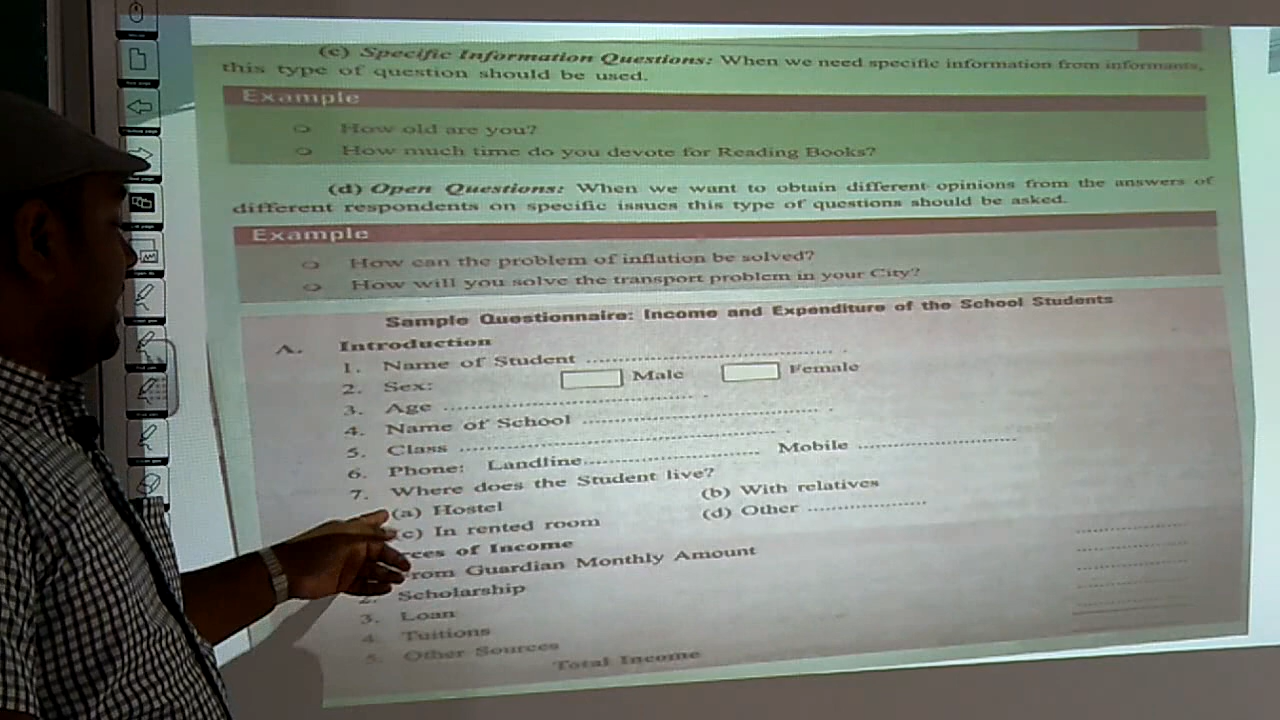 (c) Specific Information Questions: When we need specific information from informants,
this type of question should be used.
Example
How old are you?
How much time do you devote for Reading Books?
(d) Open Questions: When we want to obtain different opinions from the answers of
different respondents on specific issues this type of questions should be asked.
Example
How can the problem of inflation be solved?
How will you solve the transport problem in your City?
Sample Questionnaire: Income and Expenditure of the School Students
A. Introduction
1. Name of Student ..............................
2. Sex: Male Female
3. Age ..............................
4. Name of School ..............................
5. Class ..............................
6. Phone: Landline.............................. Mobile ....................
7. Where does the Student live?
(a) Hostel (b) With relatives
(c) In rented room (d) Other ....................
rces of Income
rom Guardian Monthly Amount ....................
2. Scholarship ....................
3. Loan ....................
4. Tuitions ....................
5. Other Sources ....................
Total Income